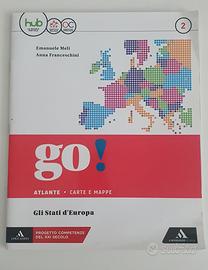 hub
2
Emanuele Meli
Anna Franceschini
go!
ATLANTE • CARTE E MAPPE
Gli Stati d'Europa
PROGETTO COMPETENZE
DEL XXI SECOLO